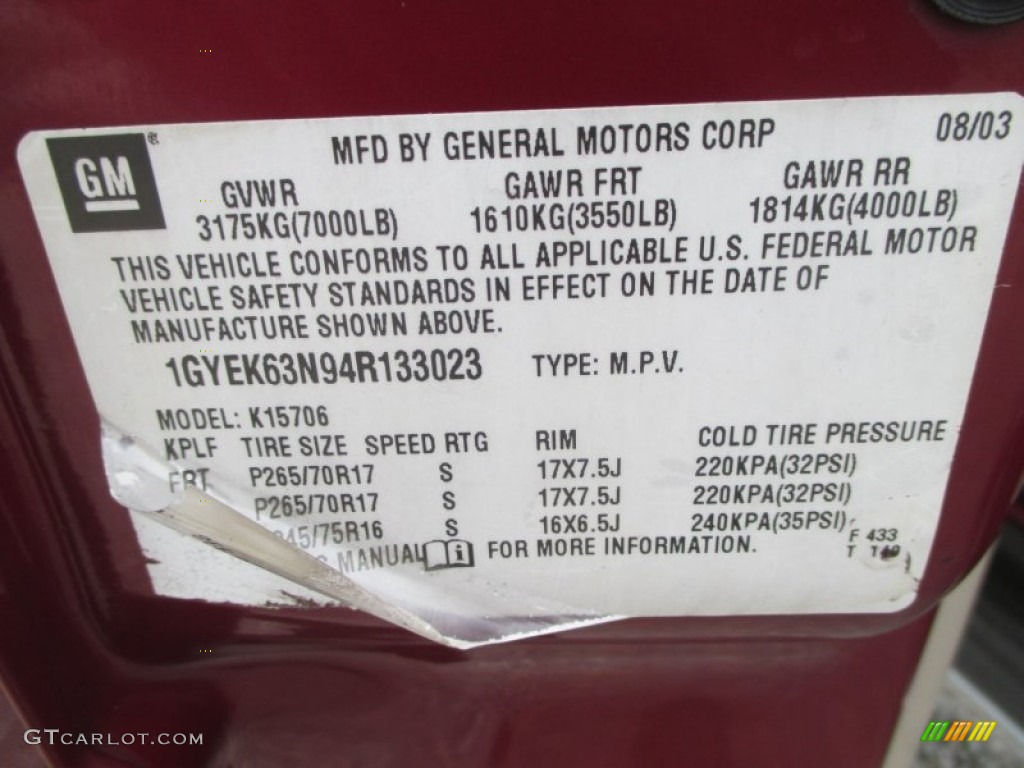 MFD BY GENERAL MOTORS CORP 08/03
GM ®
GVWR GAWR FRT GAWR RR
3175KG(7000LB) 1610KG(3550LB) 1814KG(4000LB)
THIS VEHICLE CONFORMS TO ALL APPLICABLE U.S. FEDERAL MOTOR
VEHICLE SAFETY STANDARDS IN EFFECT ON THE DATE OF
MANUFACTURE SHOWN ABOVE.
1GYEK63N94R133023 TYPE: M.P.V.
MODEL: K15706
KPLF TIRE SIZE SPEED RTG RIM COLD TIRE PRESSURE
FRT P265/70R17 S 17X7.5J 220KPA(32PSI)
P265/70R17 S 17X7.5J 220KPA(32PSI)
245/75R16 S 16X6.5J 240KPA(35PSI)
MANUAL i FOR MORE INFORMATION.
F 433
T
GTCARLOT.COM